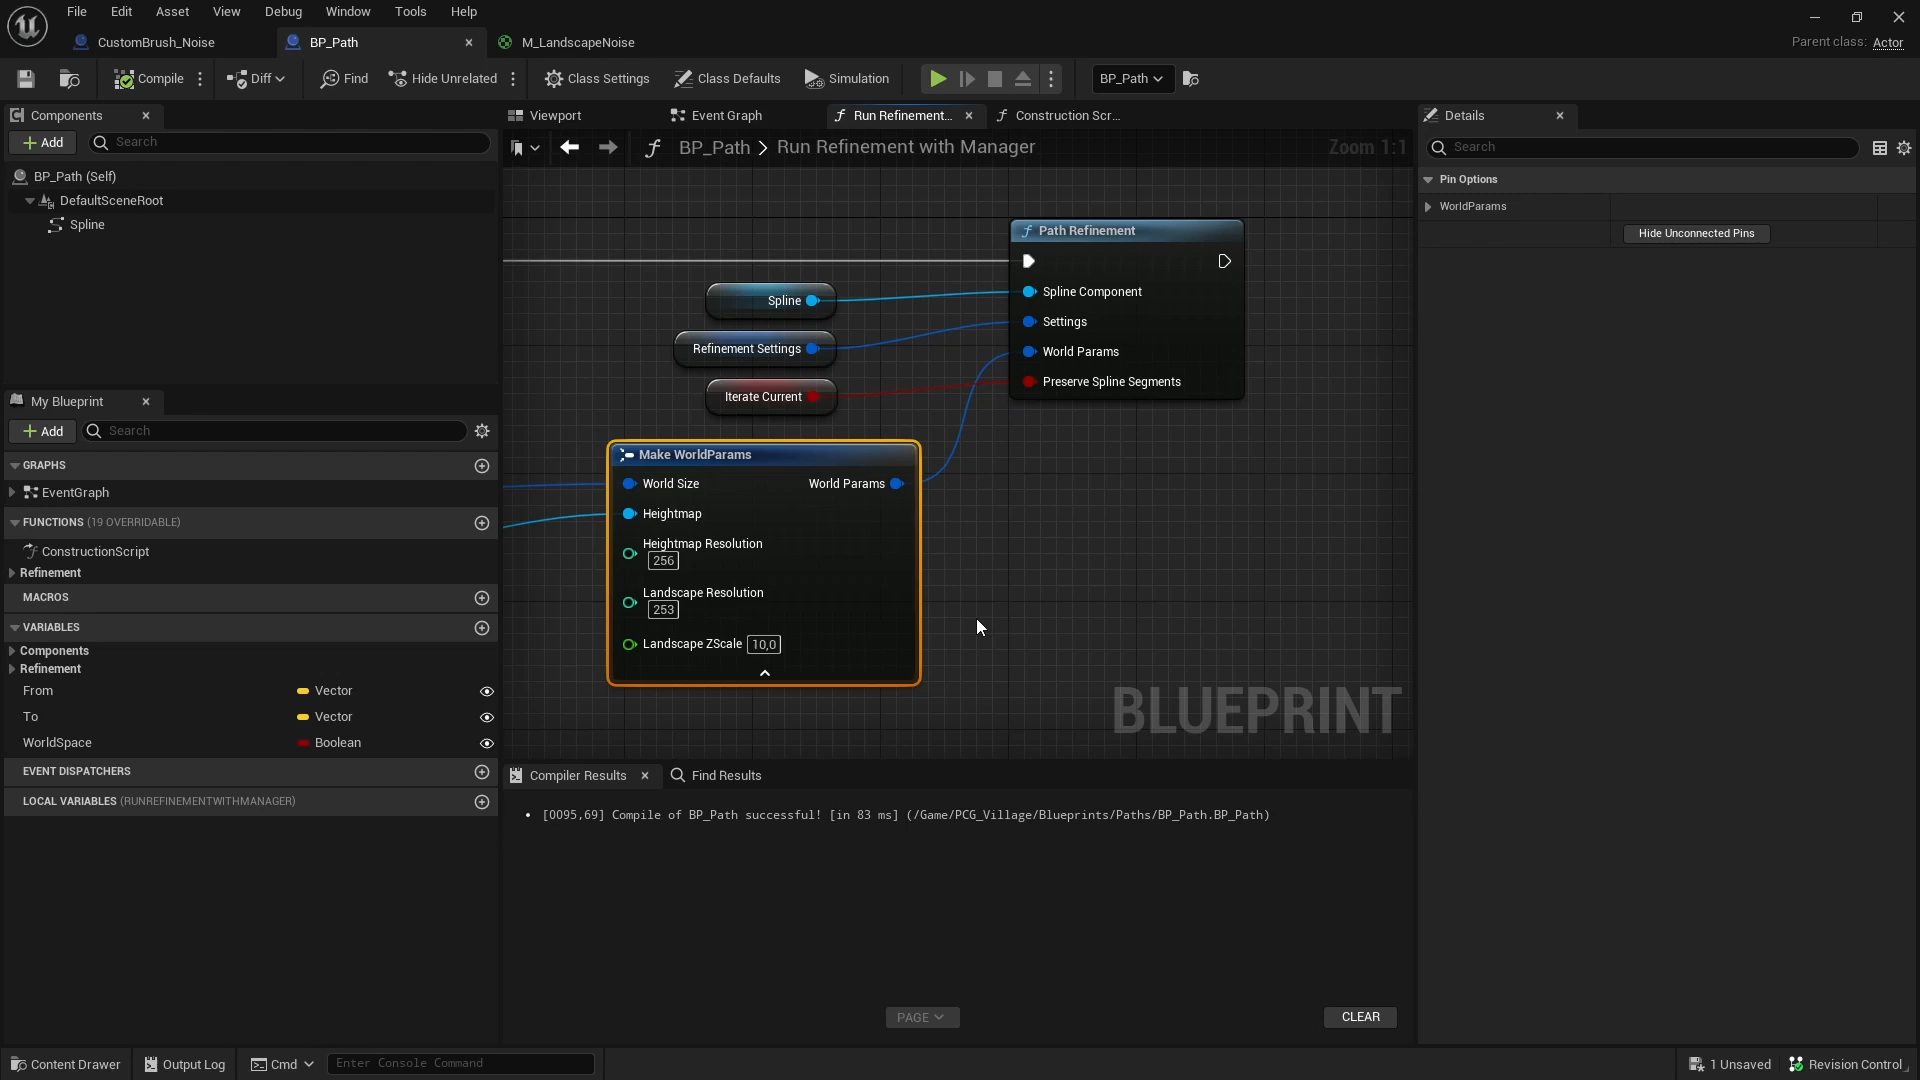 File Edit Asset View Debug Window Tools Help
CustomBrush_Noise BP_Path M_LandscapeNoise Parent class: Actor
Compile Diff Find Hide Unrelated Class Settings Class Defaults Simulation BP_Path
Components Viewport Event Graph Run Refinement... Construction Scr... Details
Add Search BP_Path > Run Refinement with Manager Zoom 1:1 Search
BP_Path (Self)
DefaultSceneRoot
Spline
Pin Options
WorldParams
Hide Unconnected Pins
Path Refinement
Spline Spline Component
Refinement Settings Settings
World Params
Iterate Current Preserve Spline Segments
Make WorldParams
World Size World Params
Heightmap
Heightmap Resolution
256
Landscape Resolution
253
Landscape ZScale 10,0
BLUEPRINT
My Blueprint
Add Search
GRAPHS
EventGraph
FUNCTIONS (19 OVERRIDABLE)
ConstructionScript
Refinement
MACROS
VARIABLES
Components
Refinement
From Vector
To Vector
WorldSpace Boolean
EVENT DISPATCHERS
LOCAL VARIABLES (RUNREFINEMENTWITHMANAGER)
Compiler Results Find Results
[0095,69] Compile of BP_Path successful! [in 83 ms] (/Game/PCG_Village/Blueprints/Paths/BP_Path.BP_Path)
PAGE CLEAR
Content Drawer Output Log Cmd Enter Console Command 1 Unsaved Revision Control